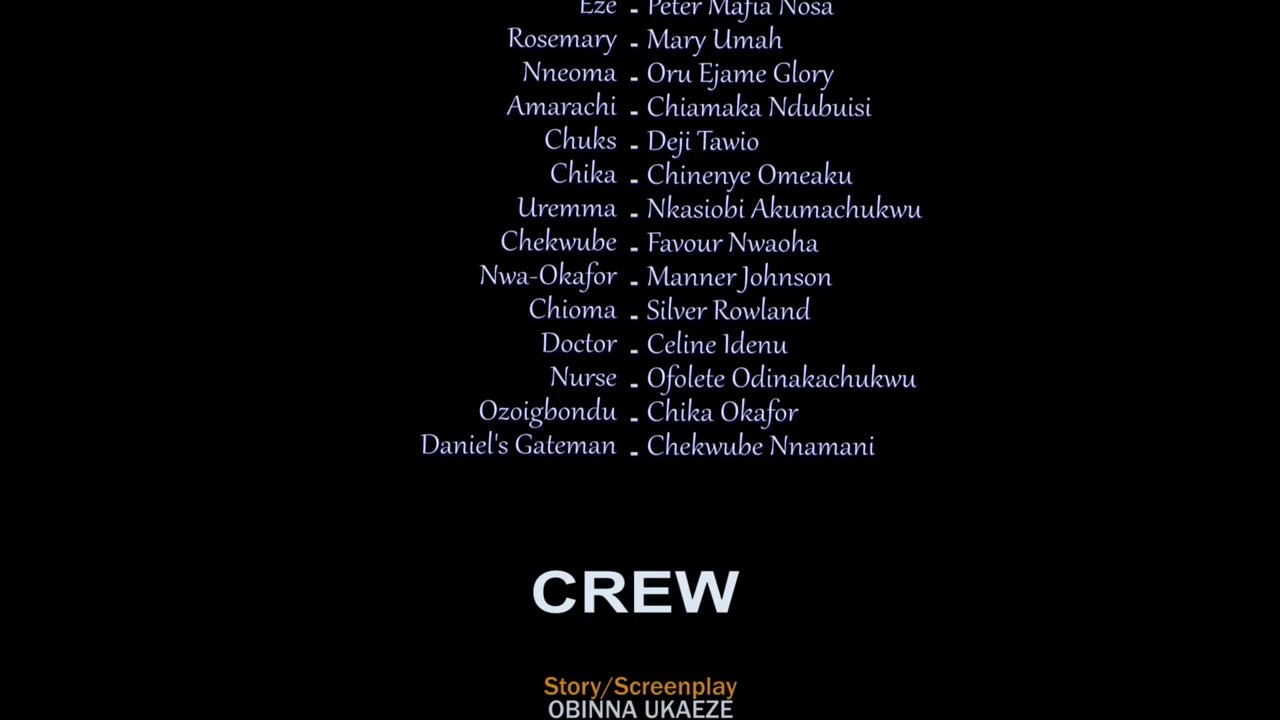 Eze - Peter Mafia Nosa
Rosemary - Mary Umah
Nneoma - Oru Ejame Glory
Amarachi - Chiamaka Ndubuisi
Chuks - Deji Tawio
Chika - Chinenye Omeaku
Uremma - Nkasiobi Akumachukwu
Chekwube - Favour Nwaoha
Nwa-Okafor - Manner Johnson
Chioma - Silver Rowland
Doctor - Celine Idenu
Nurse - Ofolete Odinakachukwu
Ozoigbondu - Chika Okafor
Daniel's Gateman - Chekwube Nnamani
CREW
Story/Screenplay
OBINNA UKAEZE